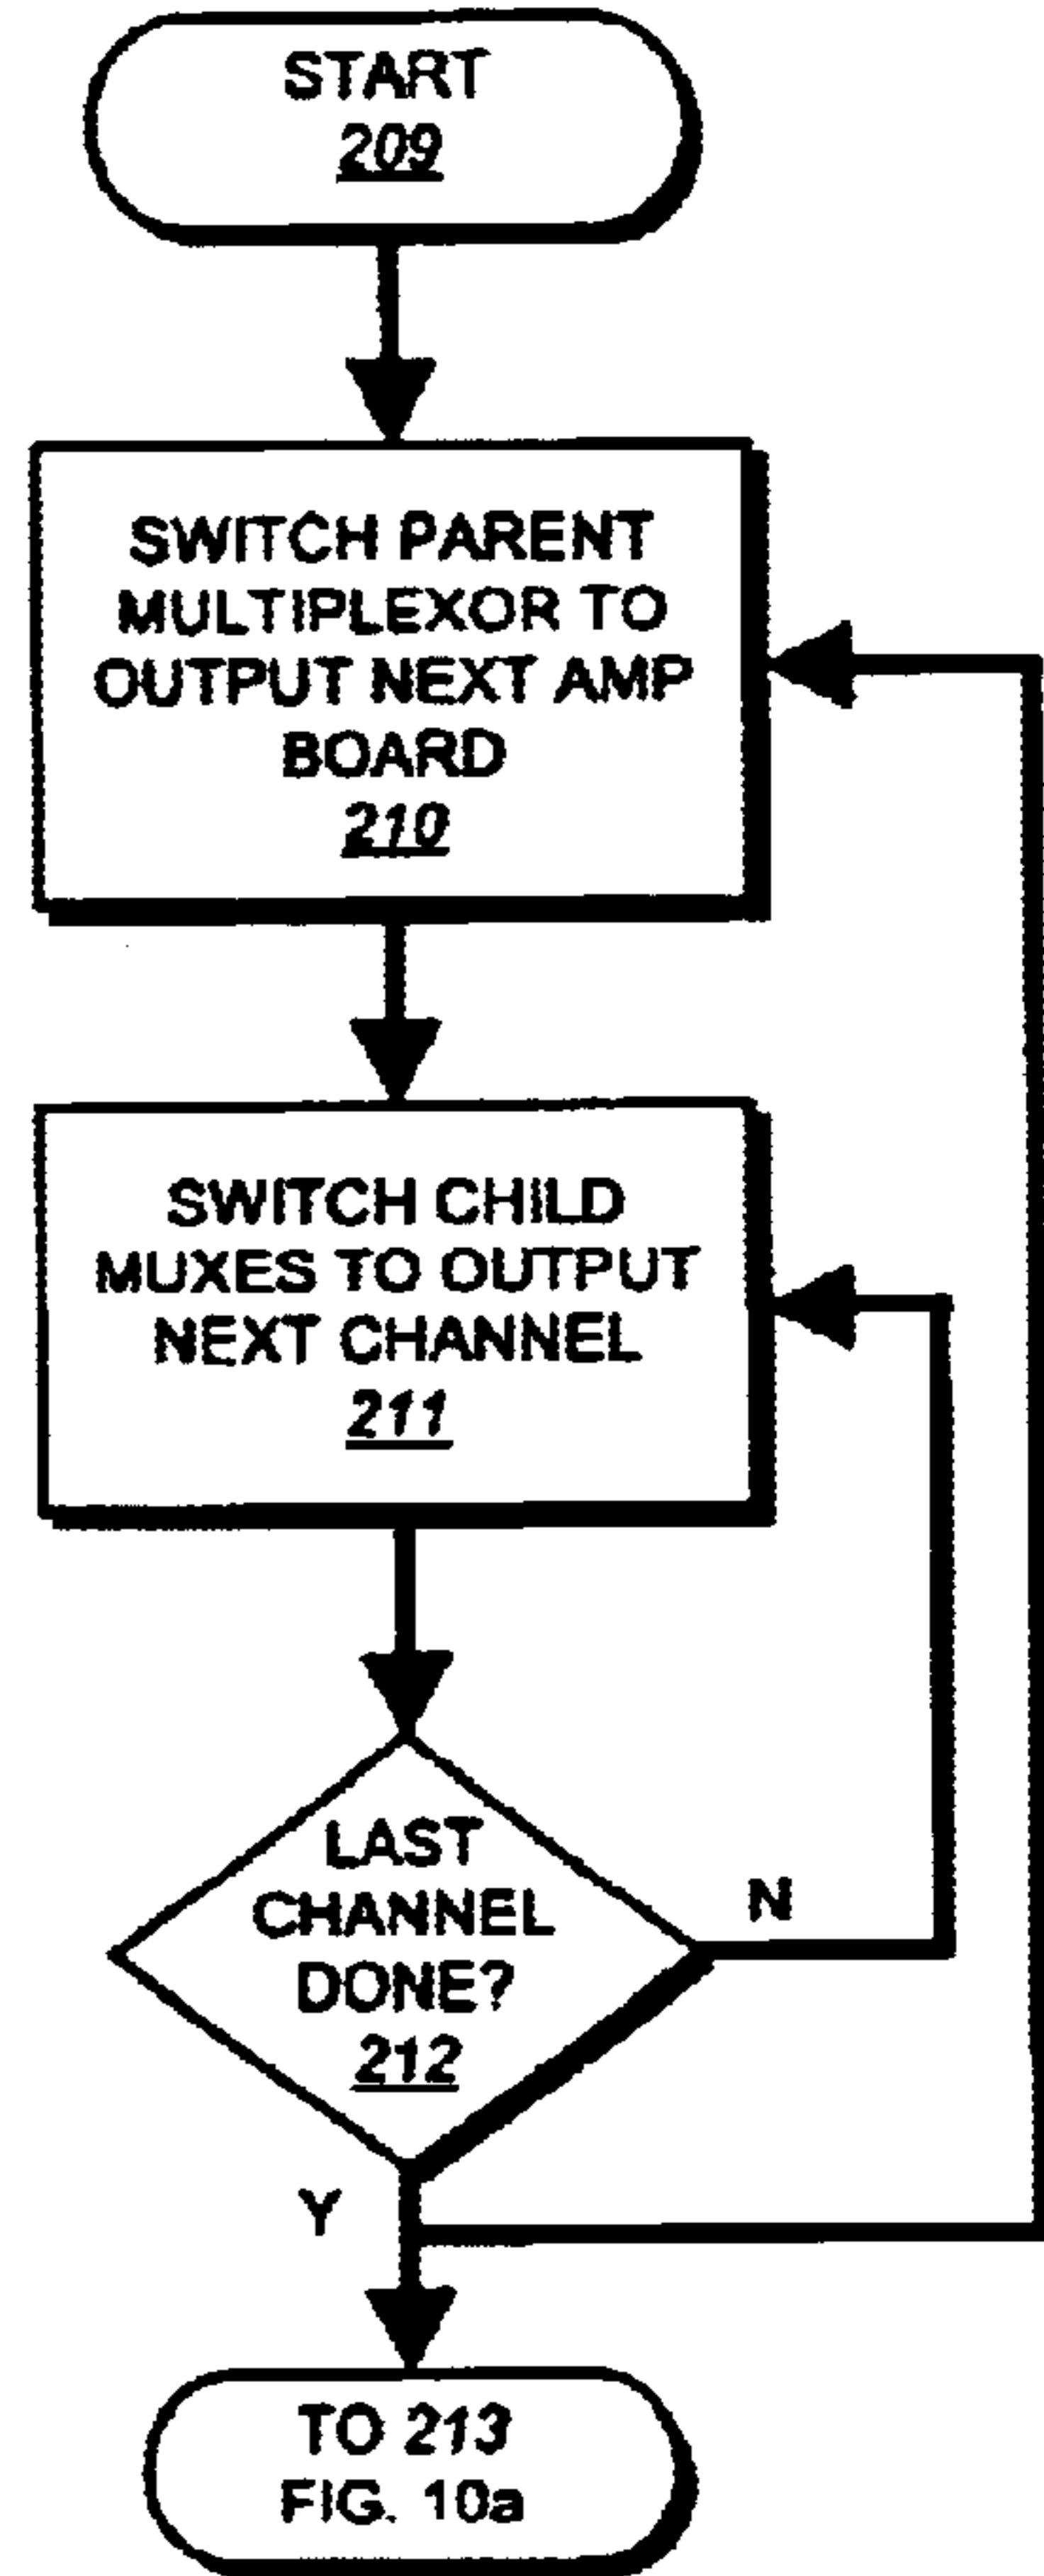 START
209
SWITCH PARENT
MULTIPLEXOR TO
OUTPUT NEXT AMP
BOARD
210
SWITCH CHILD
MUXES TO OUTPUT
NEXT CHANNEL
211
LAST
CHANNEL
DONE?
212
N
Y
TO 213
FIG. 10a